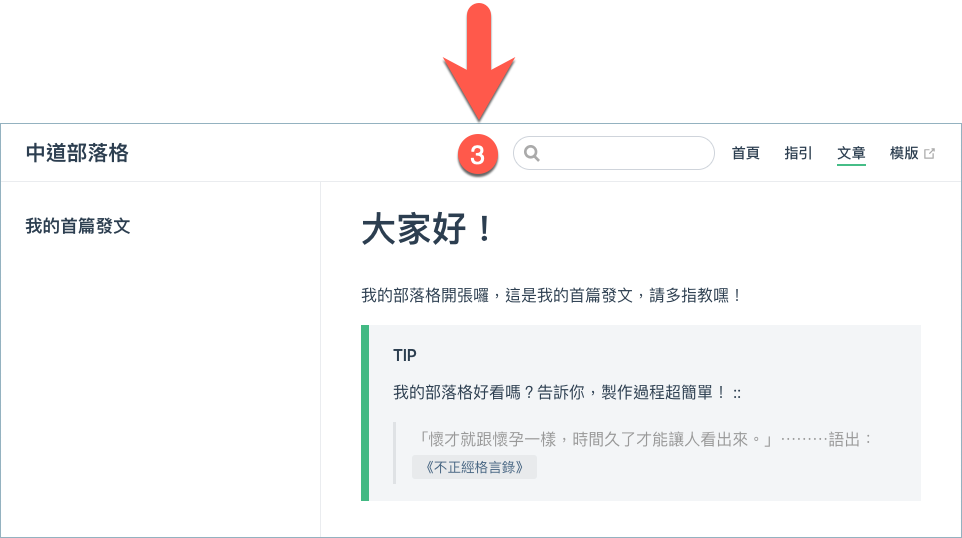 中道部落格
3
首頁
指引
文章
模版
我的首篇發文
大家好！
我的部落格開張囉，這是我的首篇發文，請多指教嘿！
TIP
我的部落格好看嗎？告訴你，製作過程超簡單！ ::
「懷才就跟懷孕一樣，時間久了才能讓人看出來。」⋯⋯⋯語出：
《不正經格言錄》